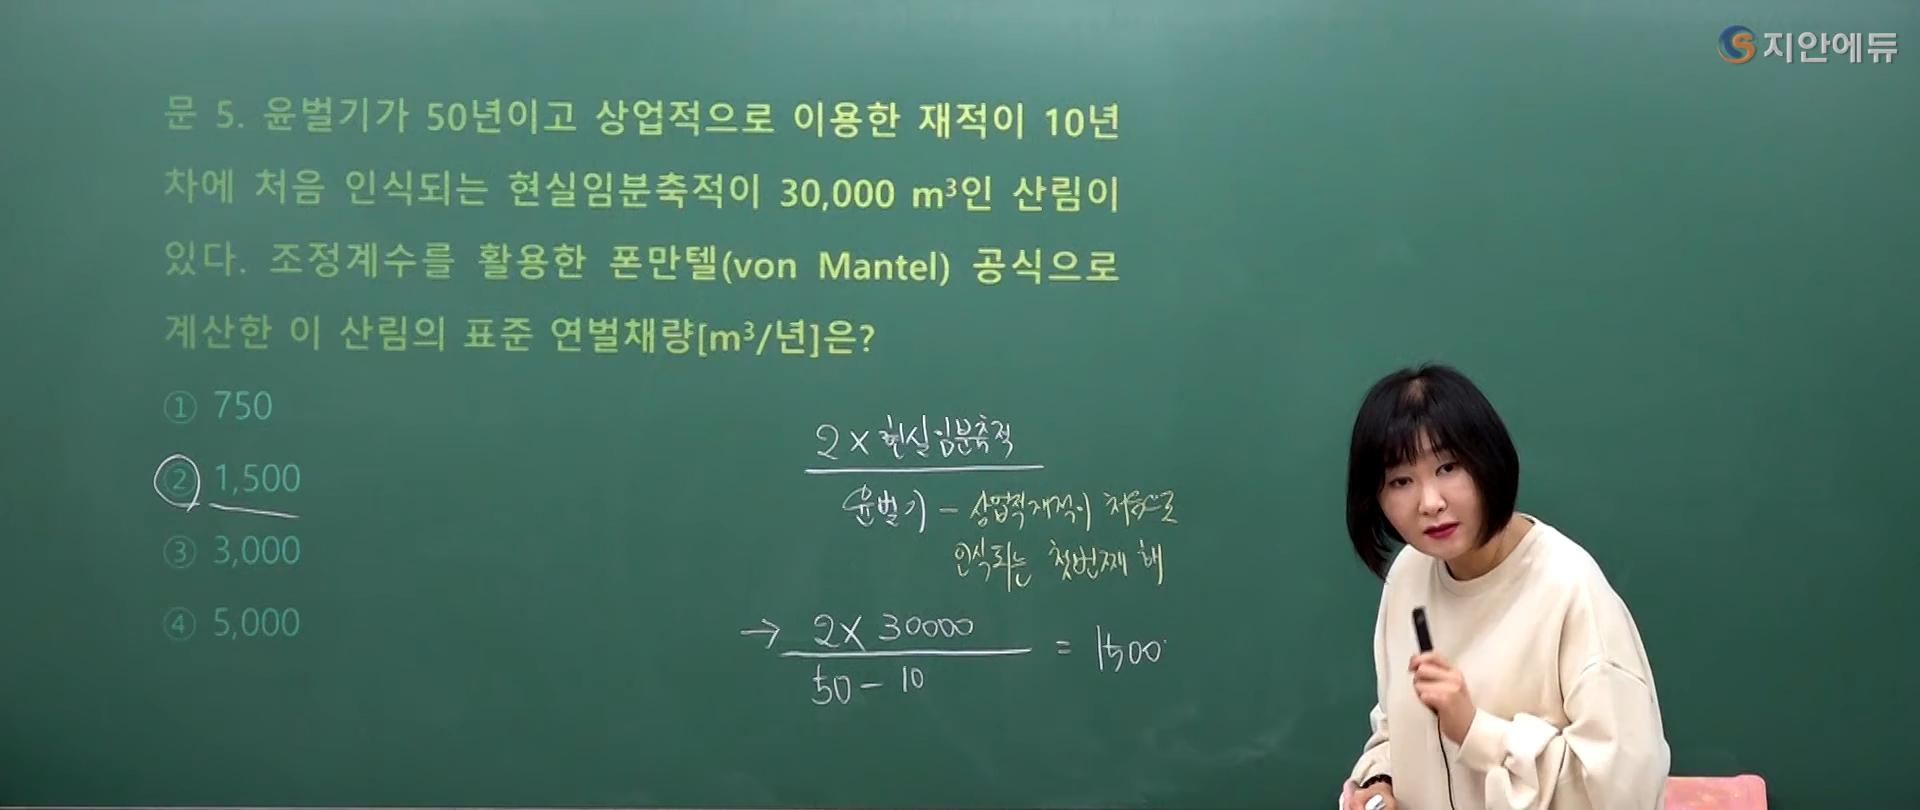 지안에듀
문 5. 윤벌기가 50년이고 상업적으로 이용한 재적이 10년
차에 처음 인식되는 현실임분축적이 30,000 m³인 산림이
있다. 조정계수를 활용한 폰만텔(von Mantel) 공식으로
계산한 이 산림의 표준 연벌채량[m³/년]은?
① 750
② 1,500
③ 3,000
④ 5,000
2 × 현실임분축적
윤벌기 - 상업적재적이 처음으로
인식되는 첫번째 해
→ 2 × 30000
50 - 10
= 1500